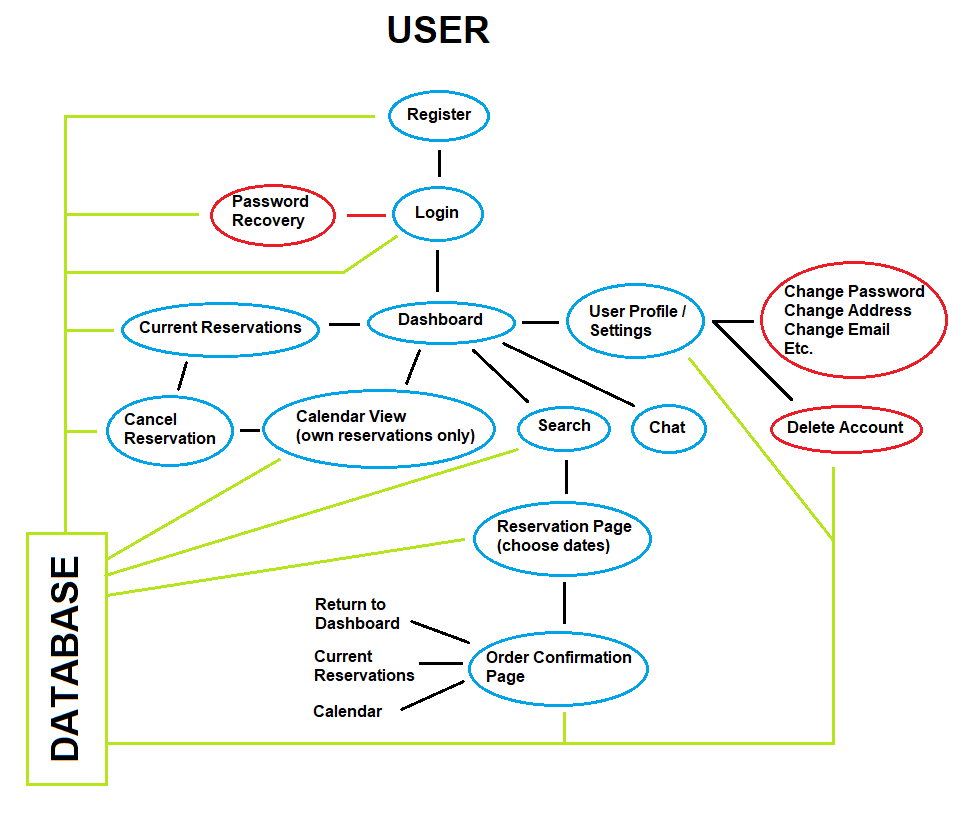 USER
Register
Password
Recovery
Login
Current Reservations
Dashboard
User Profile /
Settings
Change Password
Change Address
Change Email
Etc.
Cancel
Reservation
Calendar View
(own reservations only)
Search
Chat
Delete Account
Reservation Page
(choose dates)
DATABASE
Return to
Dashboard
Current
Reservations
Calendar
Order Confirmation
Page